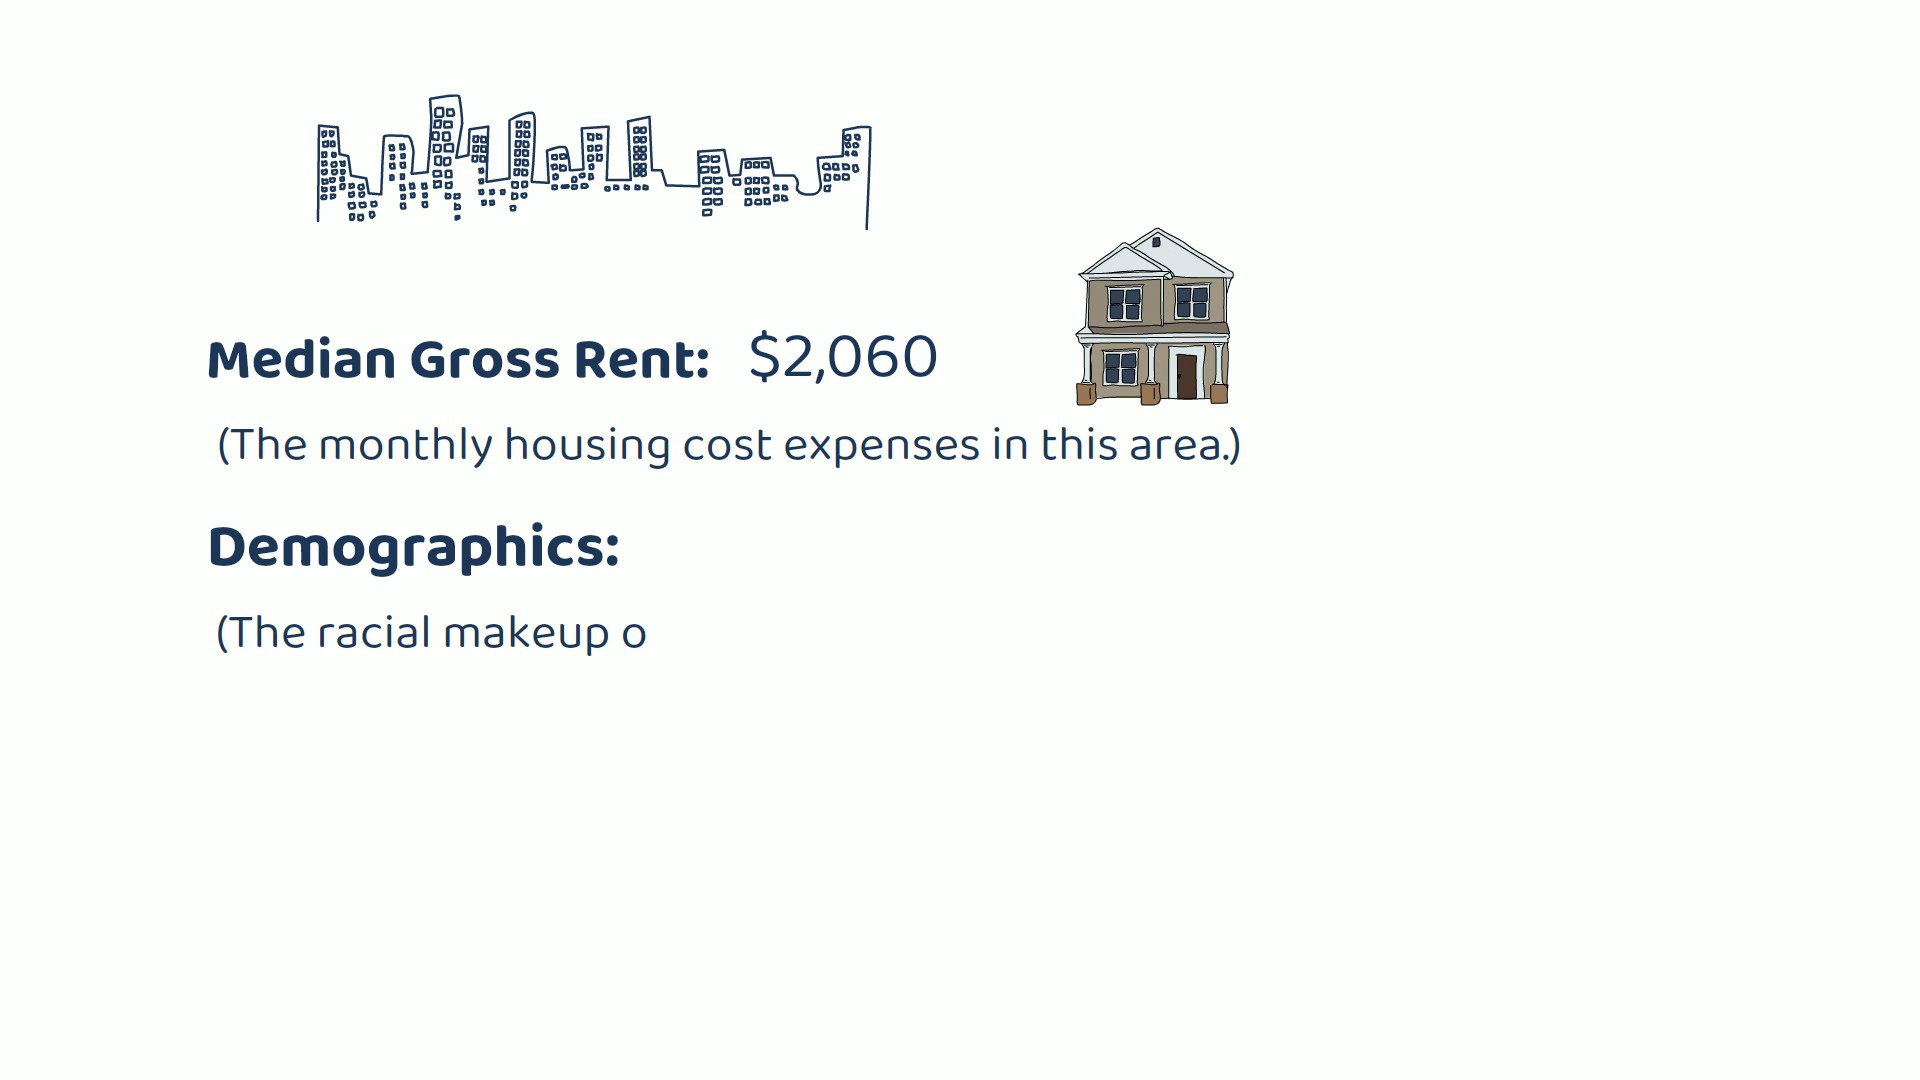 Median Gross Rent: $2,060
(The monthly housing cost expenses in this area.)
Demographics:
(The racial makeup o